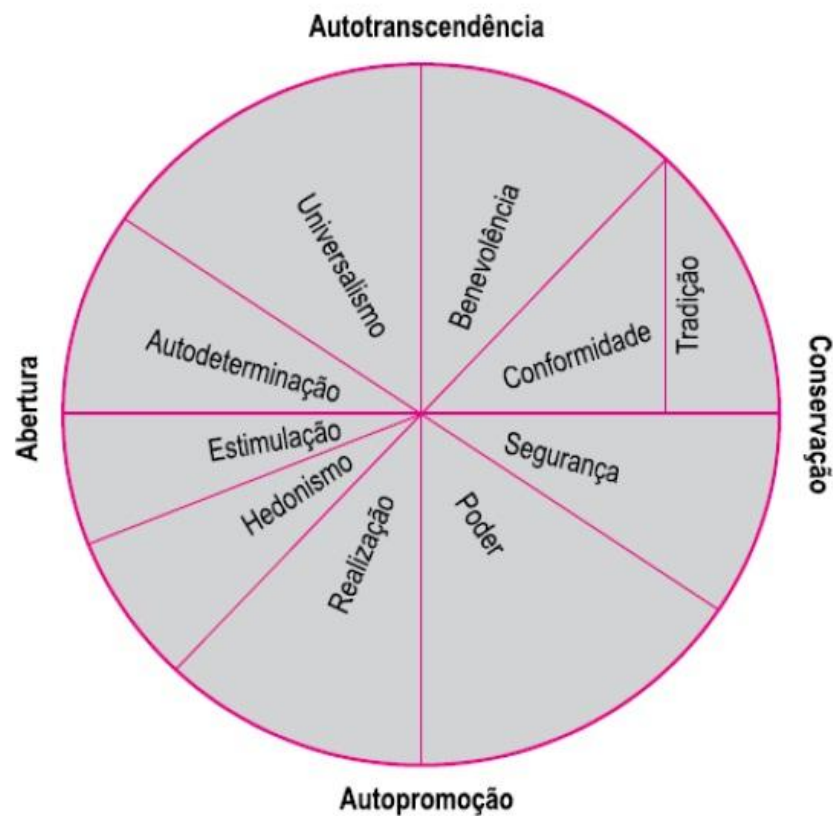 Autotranscendência
Universalismo
Benevolência
Tradição
Conformidade
Autodeterminação
Abertura
Conservação
Estimulação
Segurança
Hedonismo
Realização
Poder
Autopromoção